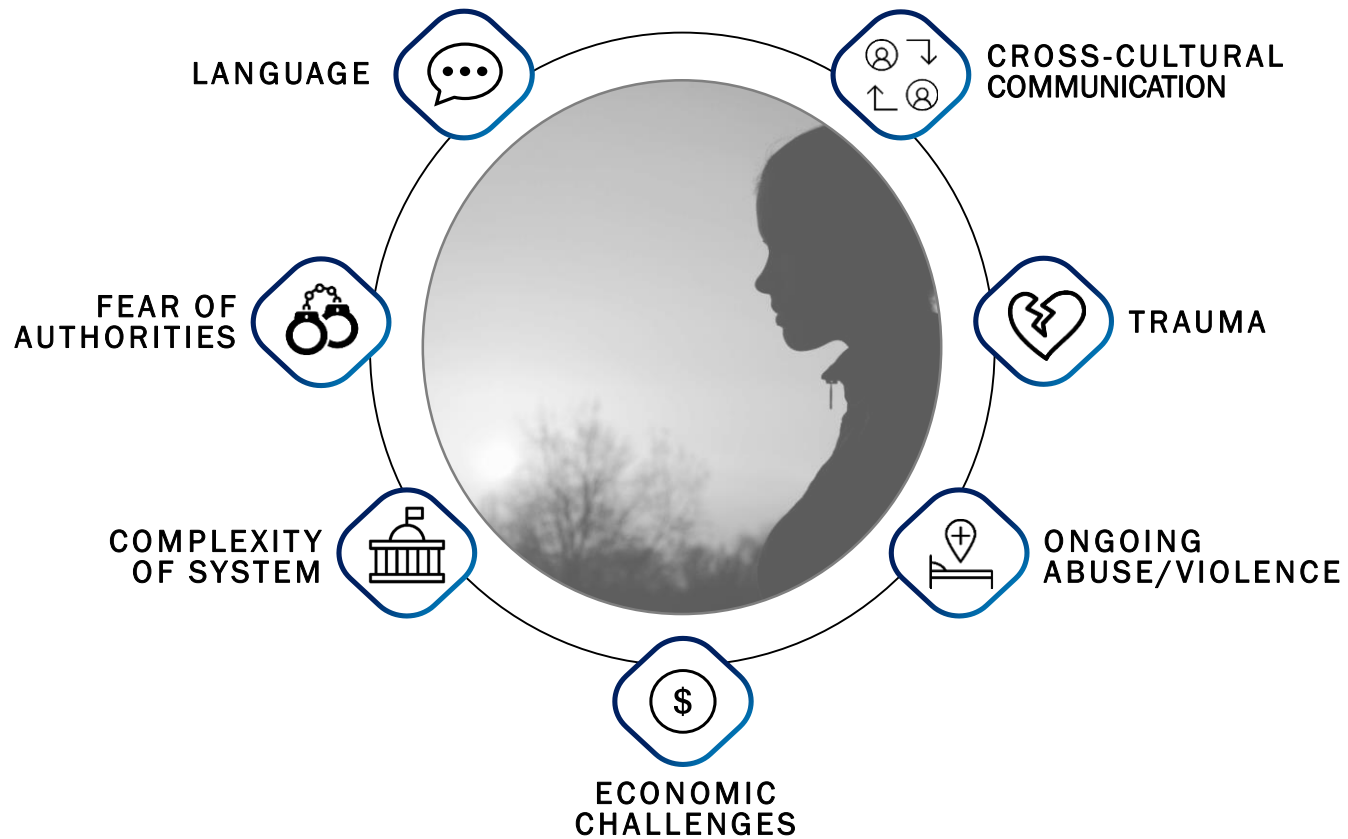 LANGUAGE
CROSS-CULTURAL
COMMUNICATION
FEAR OF
AUTHORITIES
TRAUMA
COMPLEXITY
OF SYSTEM
ONGOING
ABUSE/VIOLENCE
$
ECONOMIC
CHALLENGES